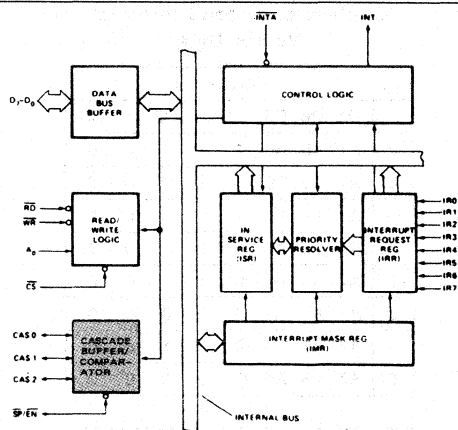 INTA
INT
DATA
BUS
BUFFER
D7-D0
CONTROL LOGIC
RD
WR
A0
CS
READ/
WRITE
LOGIC
IN
SERVICE
REG
(ISR)
PRIORITY
RESOLVER
INTERRUPT
REQUEST
REG
(IRR)
IR0
IR1
IR2
IR3
IR4
IR5
IR6
IR7
CAS 0
CAS 1
CAS 2
CASCADE
BUFFER/
COMPAR-
ATOR
SP/EN
INTERRUPT MASK REG
(IMR)
INTERNAL BUS